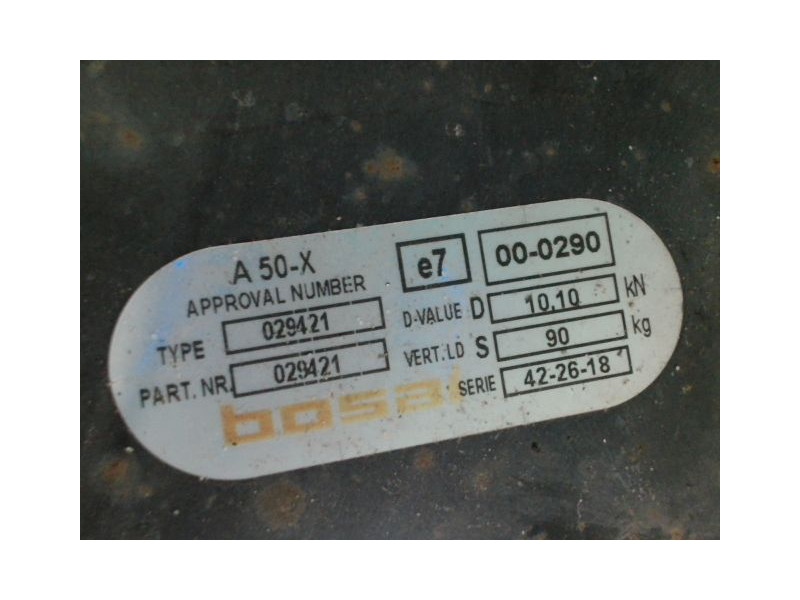 A 50-X
APPROVAL NUMBER e7 00-0290
TYPE 029421
PART. NR. 029421
D-VALUE D 10,10 kN
VERT. LD S 90 kg
SERIE 42-26-18
bosal